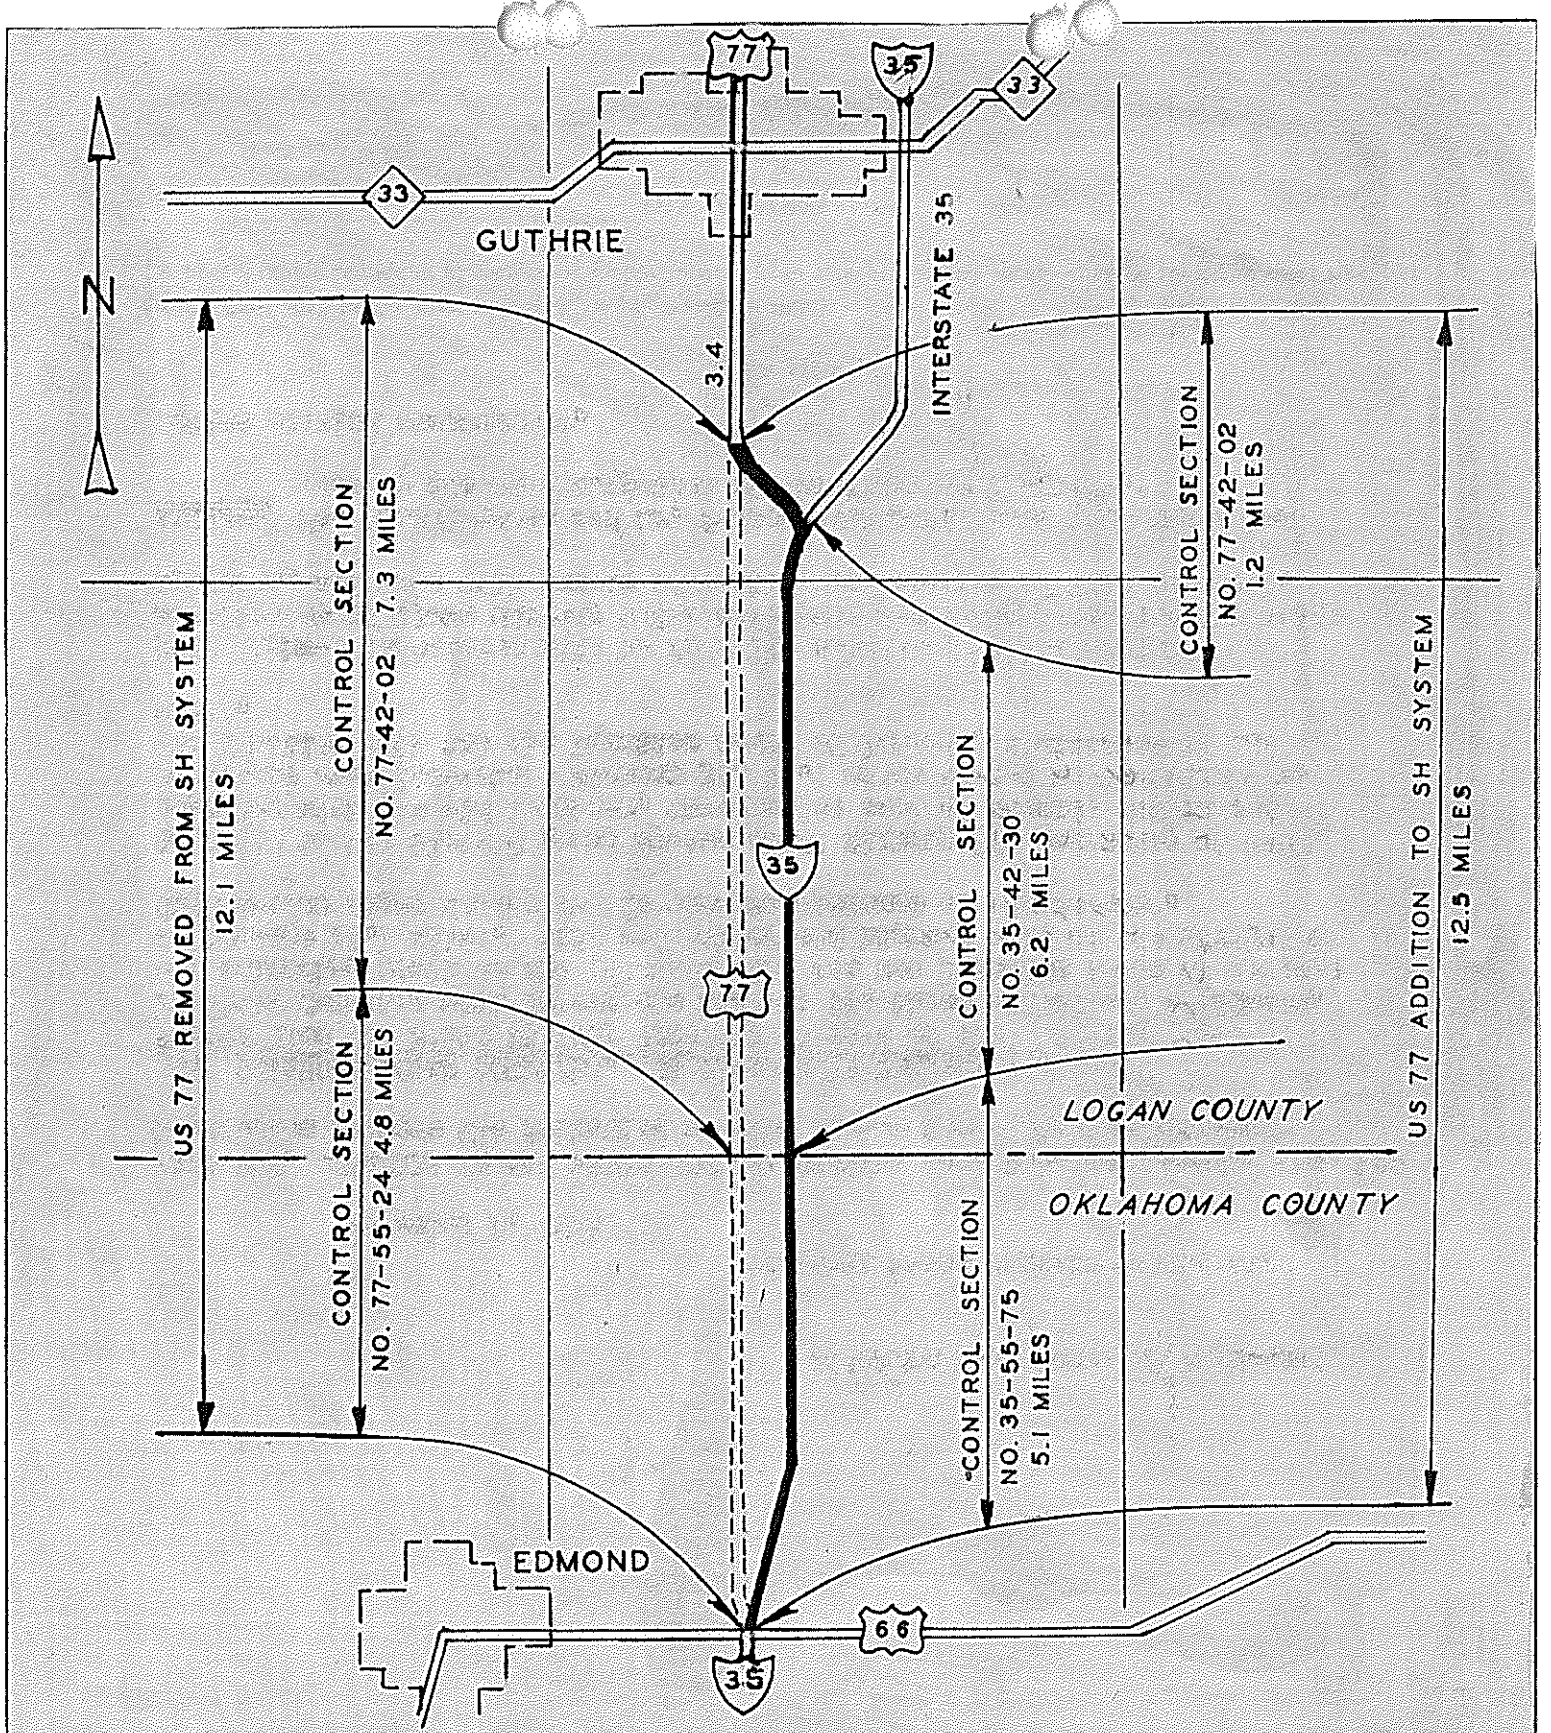 77
35
33
33
GUTHRIE
INTERSTATE 35
N
3.4
US 77 REMOVED FROM SH SYSTEM
12.1 MILES
CONTROL SECTION
NO. 77-42-02 7.3 MILES
CONTROL SECTION
NO. 77-55-24 4.8 MILES
CONTROL SECTION
NO. 77-42-02
1.2 MILES
CONTROL SECTION
NO. 35-42-30
6.2 MILES
CONTROL SECTION
NO. 35-55-75
5.1 MILES
US 77 ADDITION TO SH SYSTEM
12.5 MILES
35
77
LOGAN COUNTY
OKLAHOMA COUNTY
EDMOND
66
35